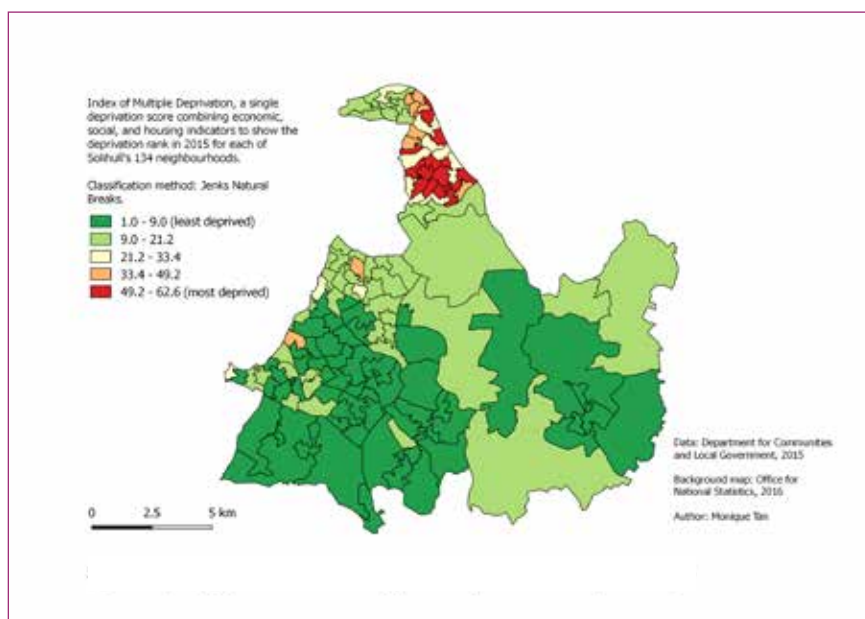 Index of Multiple Deprivation, a single
deprivation score combining economic,
social, and housing indicators to show the
deprivation rank in 2015 for each of
Solihull's 134 neighbourhoods.
Classification method: Jenks Natural
Breaks.
1.0 - 9.0 (least deprived)
9.0 - 21.2
21.2 - 33.4
33.4 - 49.2
49.2 - 62.6 (most deprived)
Data: Department for Communities
and Local Government, 2015
Background map: Office for
National Statistics, 2016
Author: Monique Tan
0 2.5 5 km